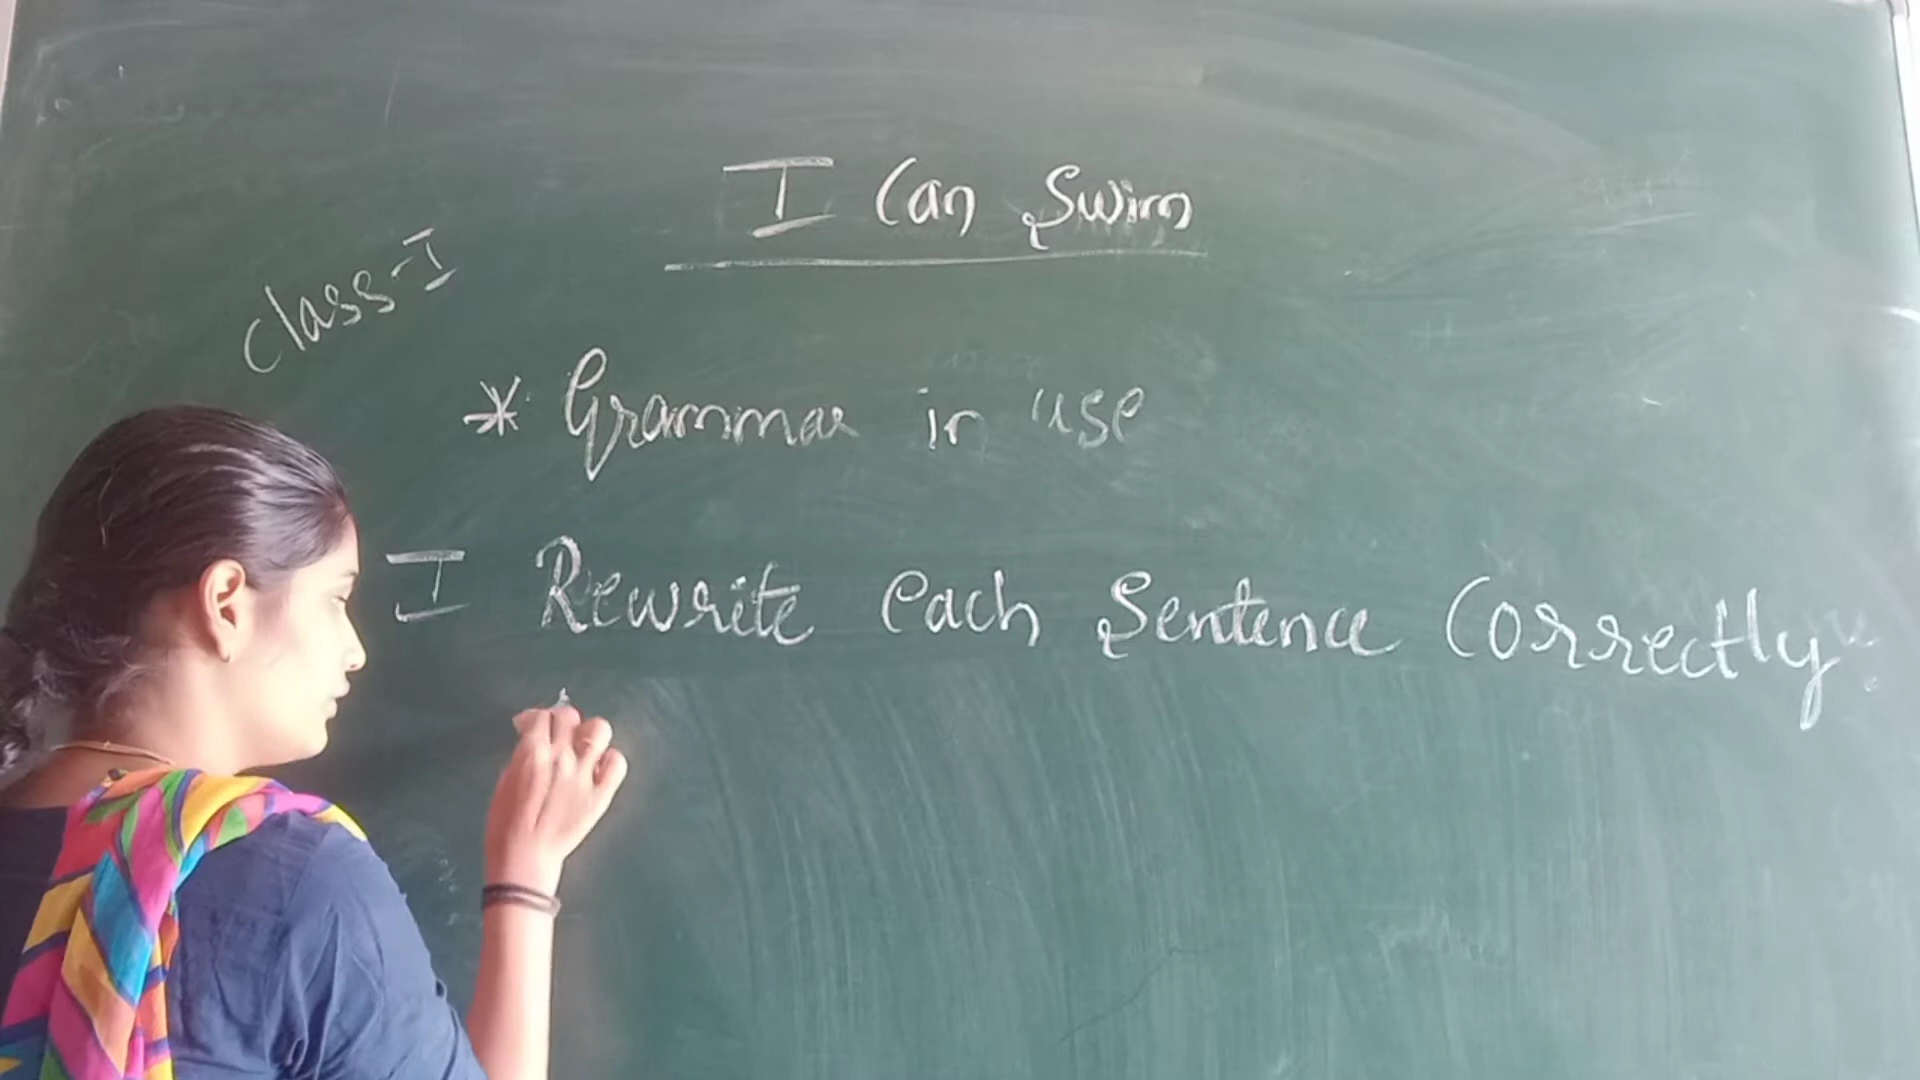 I Can Swim
Class-I
* Grammar in use
I Rewrite each Sentence Correctly.